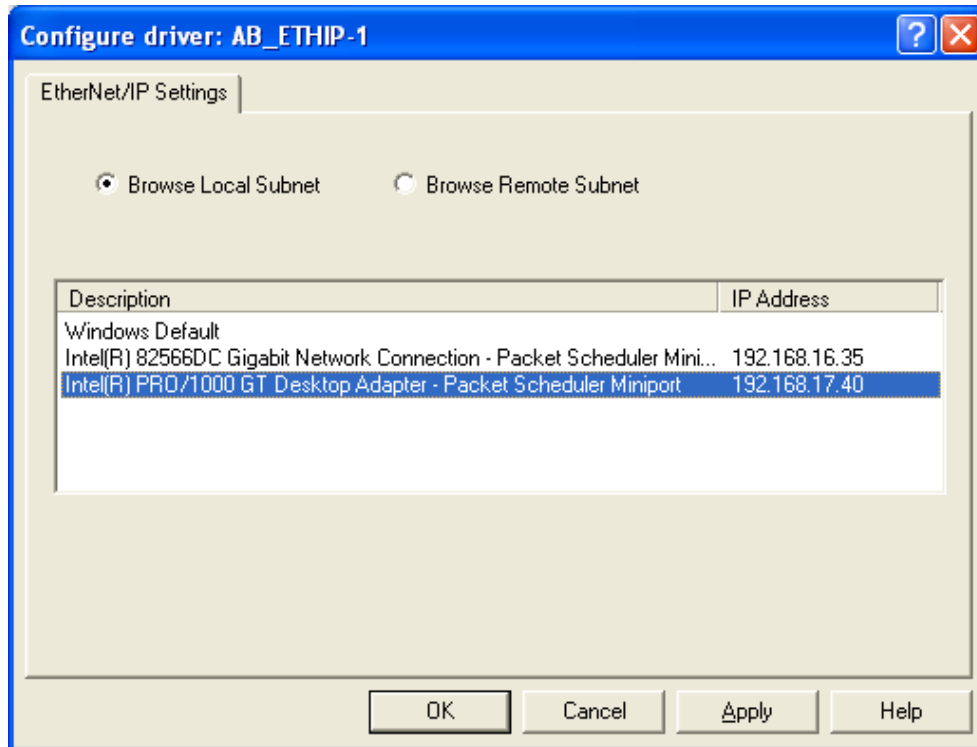 Configure driver: AB_ETHIP-1
EtherNet/IP Settings
Browse Local Subnet Browse Remote Subnet
Description IP Address
Windows Default
Intel(R) 82566DC Gigabit Network Connection - Packet Scheduler Mini... 192.168.16.35
Intel(R) PRO/1000 GT Desktop Adapter - Packet Scheduler Miniport 192.168.17.40
OK Cancel Apply Help